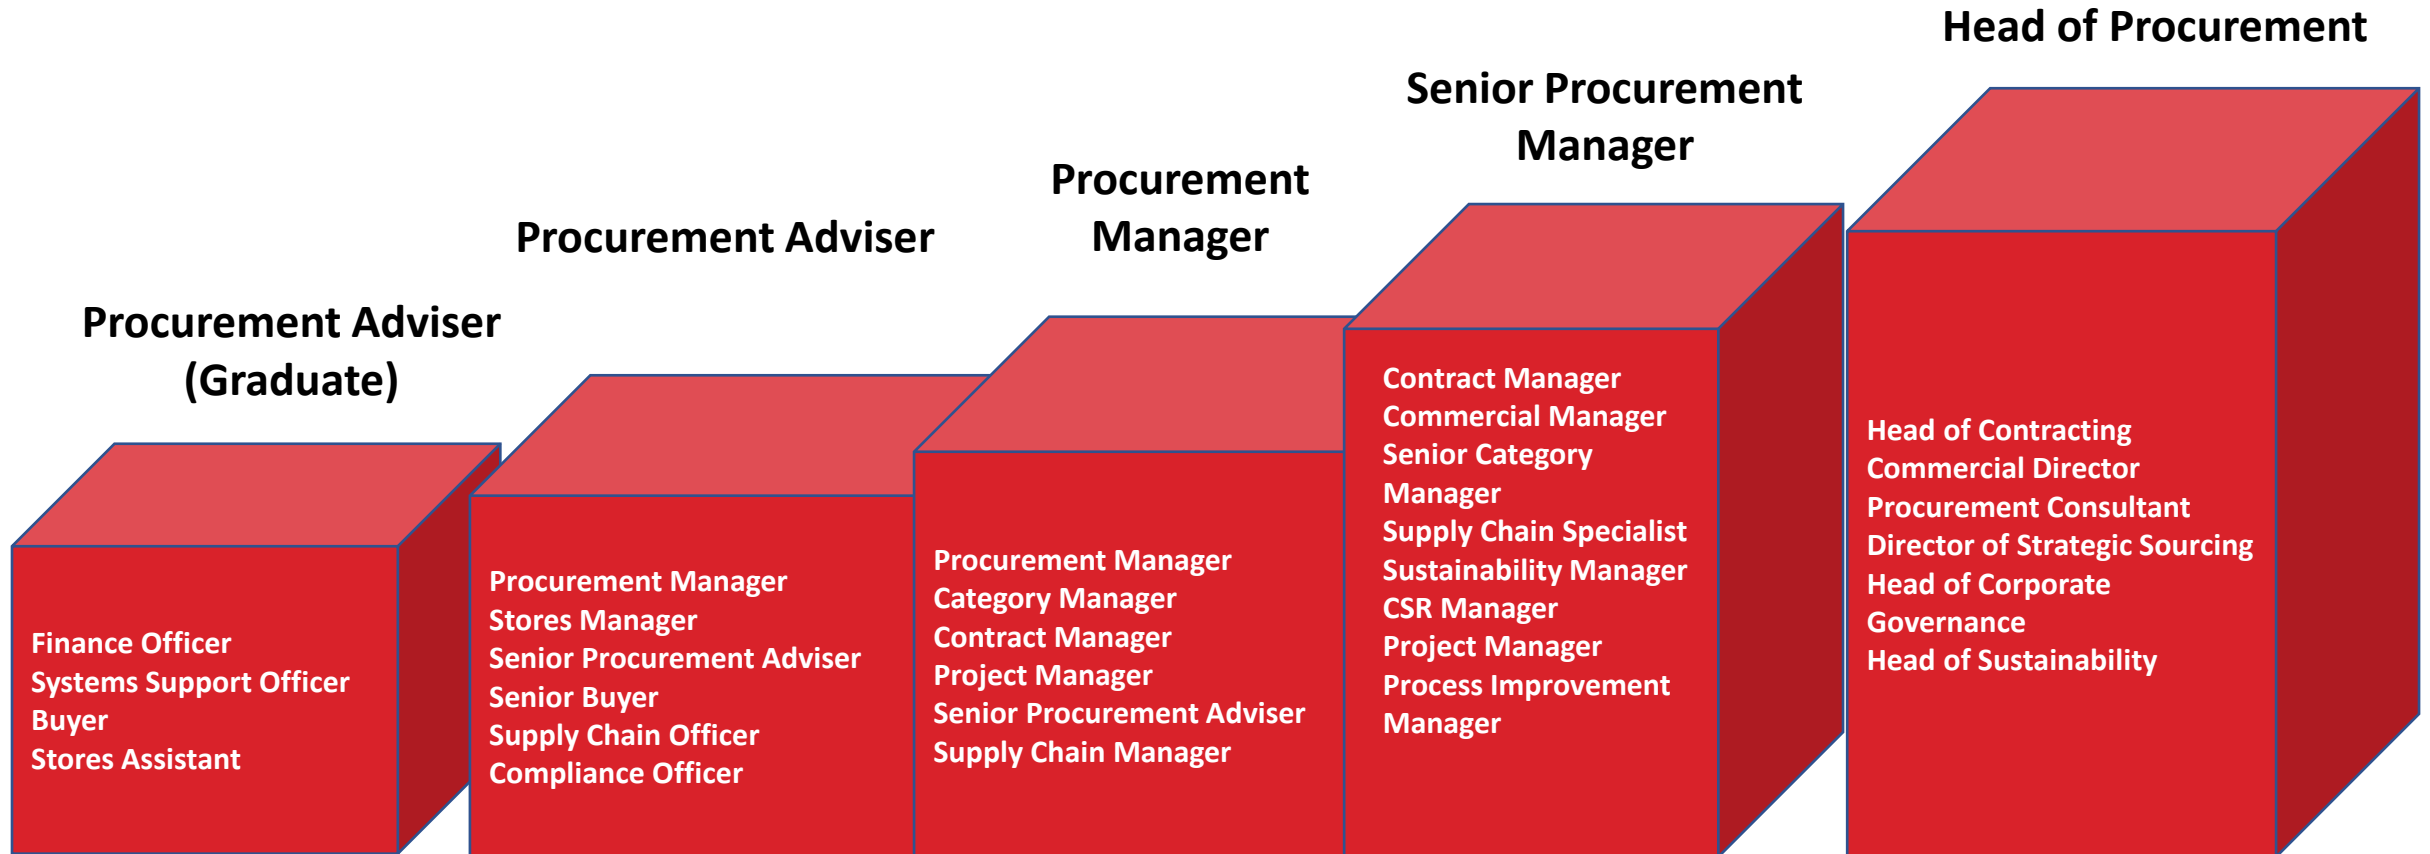 Procurement Adviser
(Graduate)
Finance Officer
Systems Support Officer
Buyer
Stores Assistant
Procurement Adviser
Procurement Manager
Stores Manager
Senior Procurement Adviser
Senior Buyer
Supply Chain Officer
Compliance Officer
Procurement
Manager
Procurement Manager
Category Manager
Contract Manager
Project Manager
Senior Procurement Adviser
Supply Chain Manager
Senior Procurement
Manager
Contract Manager
Commercial Manager
Senior Category
Manager
Supply Chain Specialist
Sustainability Manager
CSR Manager
Project Manager
Process Improvement
Manager
Head of Procurement
Head of Contracting
Commercial Director
Procurement Consultant
Director of Strategic Sourcing
Head of Corporate
Governance
Head of Sustainability